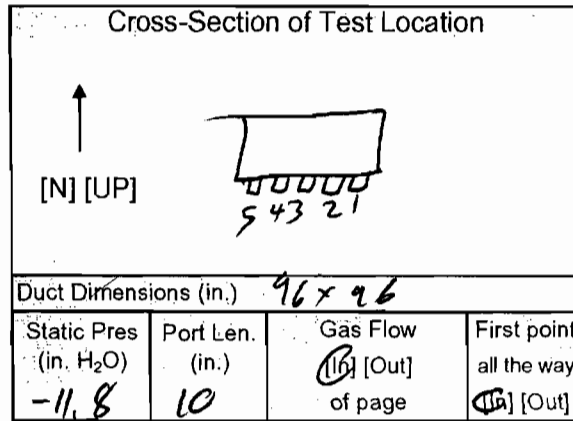 Cross-Section of Test Location
[N] [UP]
5 4 3 2 1
Duct Dimensions (in.) 96 x 96
Static Pres (in. H₂O) -11.8
Port Len. (in.) 10
Gas Flow [In] [Out] of page
First point all the way [In] [Out]